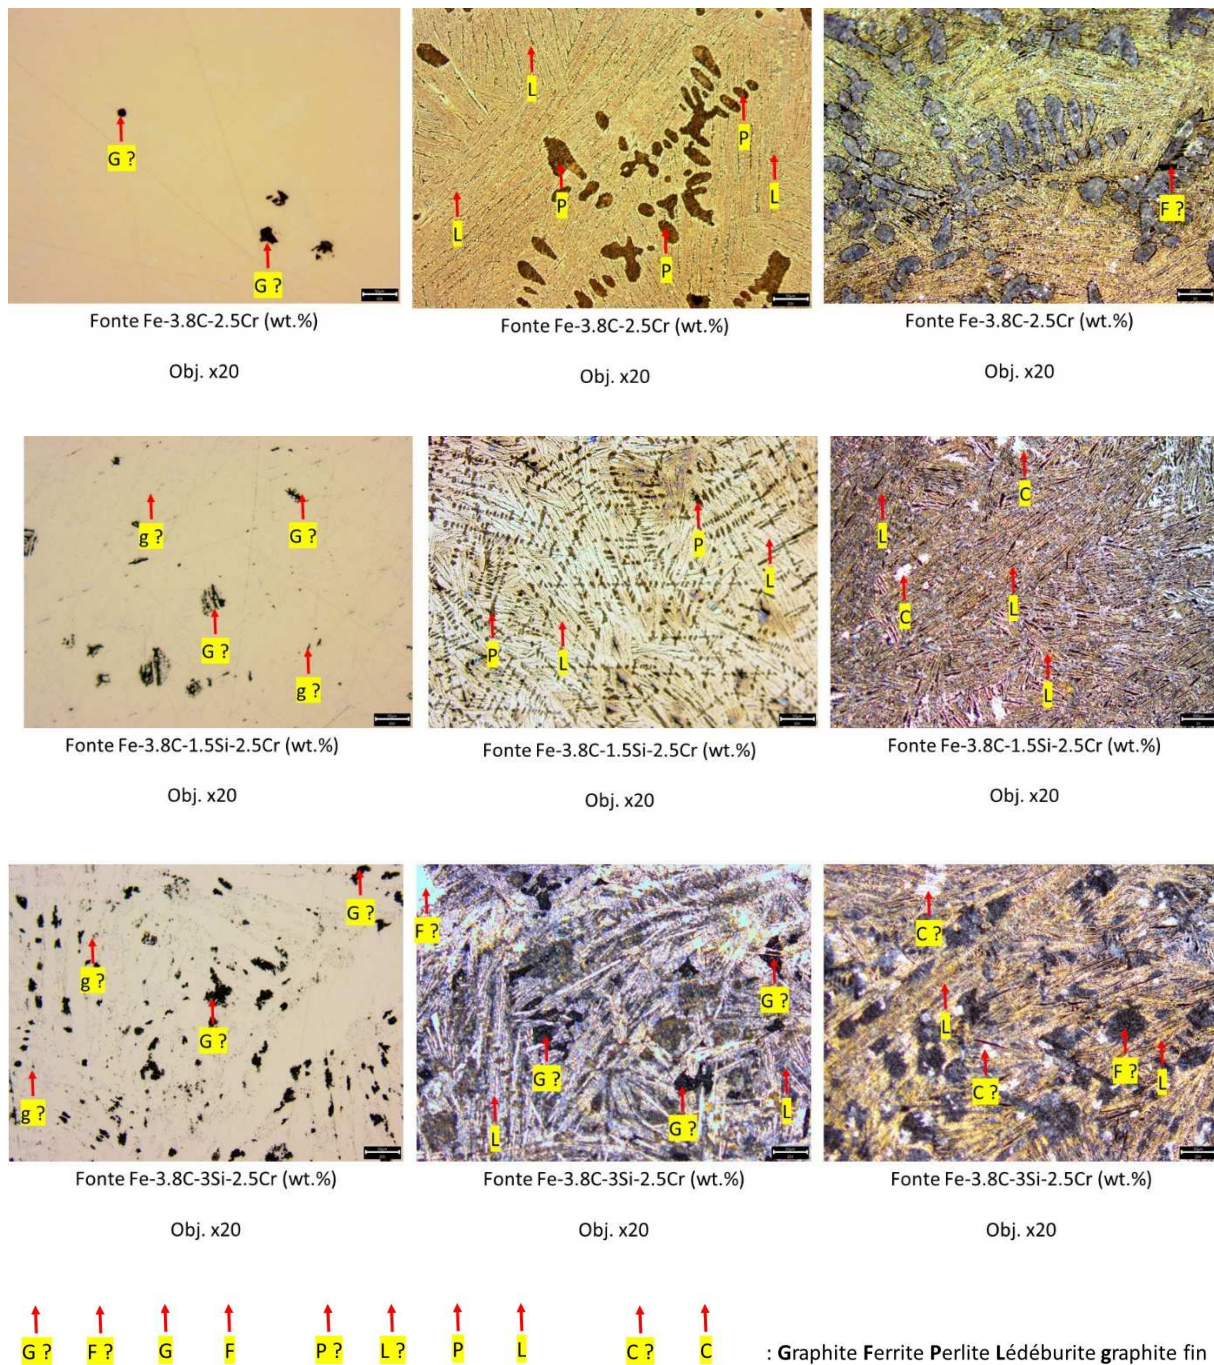 G ?
G ?
L
P
P
L
L
P
F ?
Fonte Fe-3.8C-2.5Cr (wt.%)
Obj. x20
Fonte Fe-3.8C-2.5Cr (wt.%)
Obj. x20
Fonte Fe-3.8C-2.5Cr (wt.%)
Obj. x20
g ?
G ?
G ?
g ?
P
L
P
L
C
L
C
L
L
Fonte Fe-3.8C-1.5Si-2.5Cr (wt.%)
Obj. x20
Fonte Fe-3.8C-1.5Si-2.5Cr (wt.%)
Obj. x20
Fonte Fe-3.8C-1.5Si-2.5Cr (wt.%)
Obj. x20
G ?
g ?
G ?
g ?
F ?
G ?
G ?
L
G ?
L
C ?
L
C ?
F ?
L
Fonte Fe-3.8C-3Si-2.5Cr (wt.%)
Obj. x20
Fonte Fe-3.8C-3Si-2.5Cr (wt.%)
Obj. x20
Fonte Fe-3.8C-3Si-2.5Cr (wt.%)
Obj. x20
G ? F ? G F P ? L ? P L C ? C : Graphite Ferrite Perlite Lédéburite graphite fin